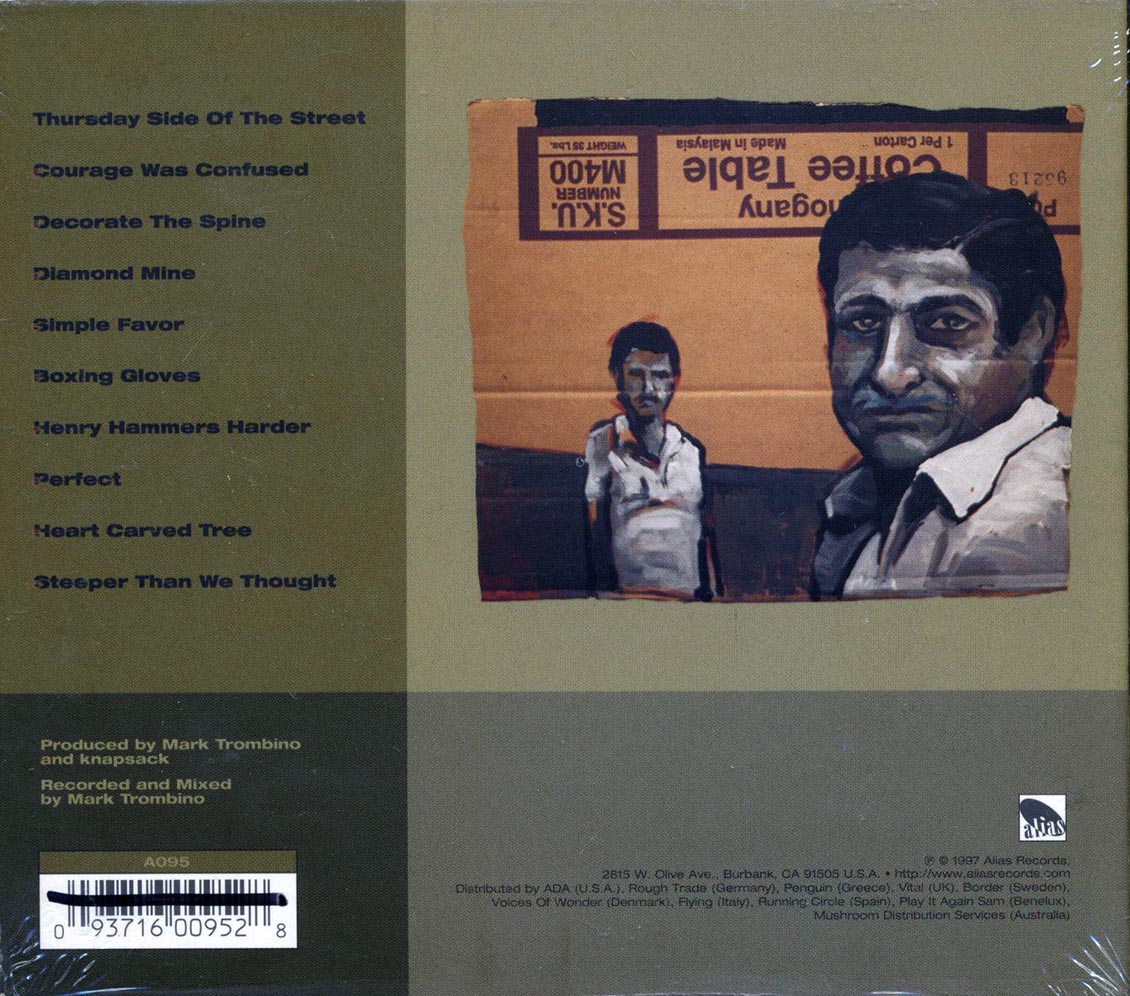 Thursday Side Of The Street
Courage Was Confused
Decorate The Spine
Diamond Mine
Simple Favor
Boxing Gloves
Henry Hammers Harder
Perfect
Heart Carved Tree
Steeper Than We Thought
WEIGHT 35 Lbs.
M400
NUMBER
S.K.U.
Made in Malaysia
Coffee Table
hogany
1 Per Carton
Produced by Mark Trombino
and knapsack
Recorded and Mixed
by Mark Trombino
A095
0 93716 00952 8
alias
℗ © 1997 Alias Records,
2815 W. Olive Ave., Burbank, CA 91505 U.S.A. • http://www.aliasrecords.com
Distributed by ADA (U.S.A.), Rough Trade (Germany), Penguin (Greece), Vital (UK), Border (Sweden),
Voices Of Wonder (Denmark), Flying (Italy), Running Circle (Spain), Play It Again Sam (Benelux),
Mushroom Distribution Services (Australia)